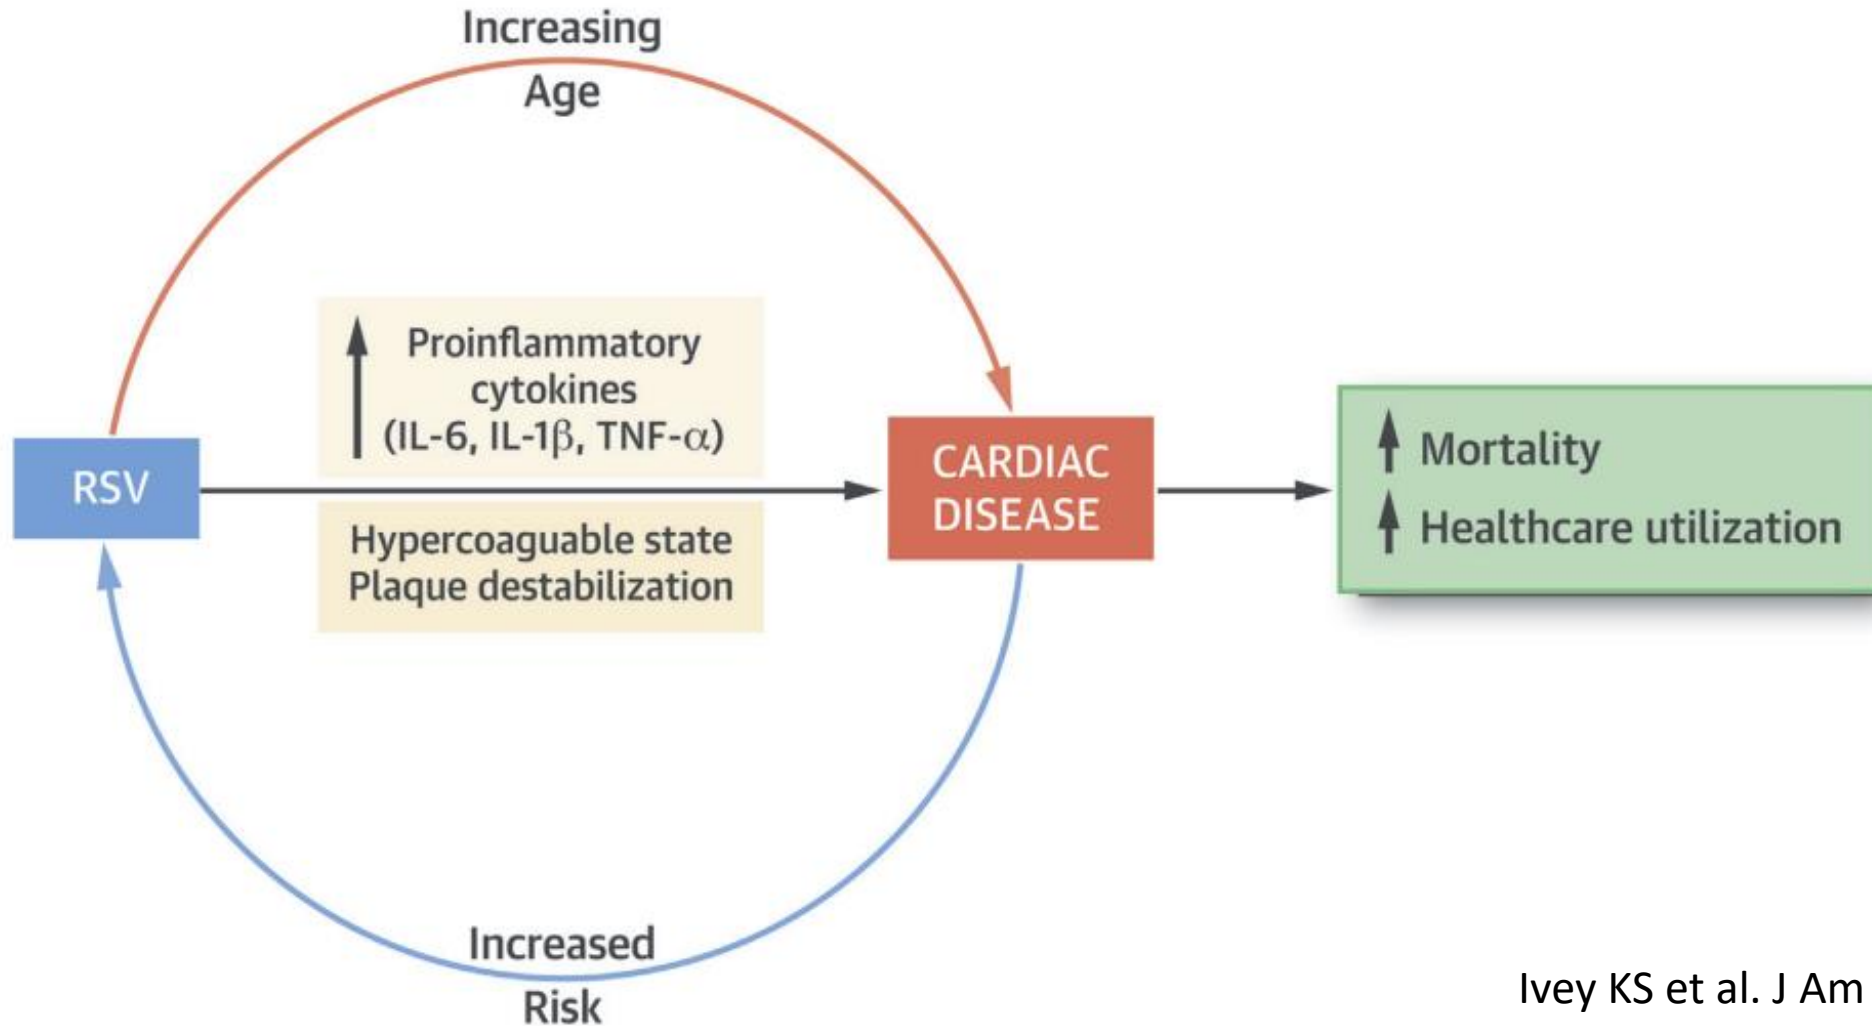 Increasing
Age
Proinflammatory
cytokines
(IL-6, IL-1β, TNF-α)
RSV
CARDIAC
DISEASE
Mortality
Healthcare utilization
Hypercoaguable state
Plaque destabilization
Increased
Risk
Ivey KS et al. J Am